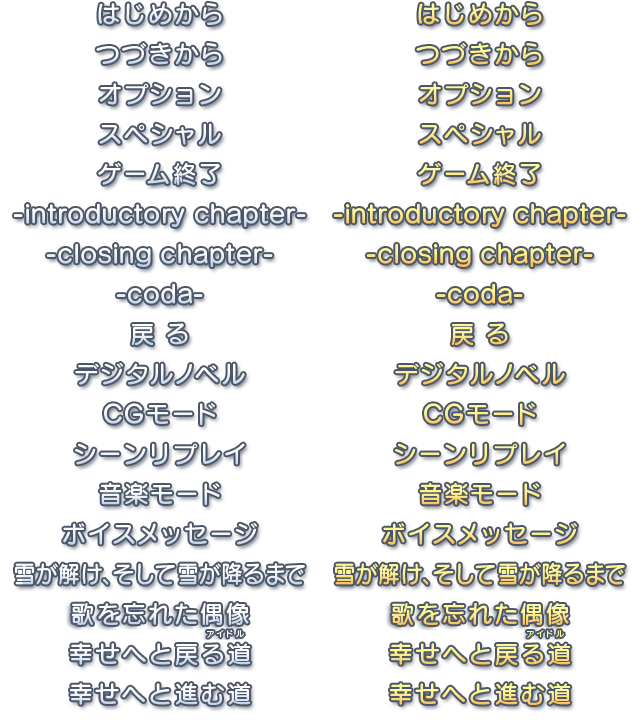 はじめから はじめから
つづきから つづきから
オプション オプション
スペシャル スペシャル
ゲーム終了 ゲーム終了
-introductory chapter- -introductory chapter-
-closing chapter- -closing chapter-
-coda- -coda-
戻 る 戻 る
デジタルノベル デジタルノベル
CGモード CGモード
シーンリプレイ シーンリプレイ
音楽モード 音楽モード
ボイスメッセージ ボイスメッセージ
雪が解け、そして雪が降るまで 雪が解け、そして雪が降るまで
歌を忘れた偶像 歌を忘れた偶像
アイドル アイドル
幸せへと戻る道 幸せへと戻る道
幸せへと進む道 幸せへと進む道